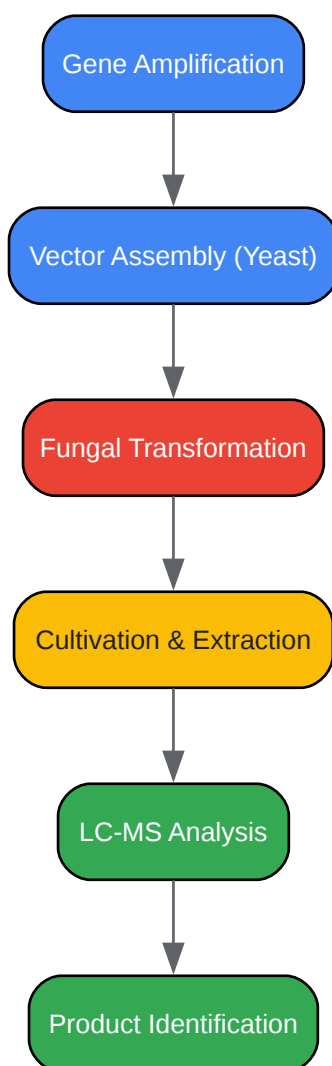 Gene Amplification
Vector Assembly (Yeast)
Fungal Transformation
Cultivation & Extraction
LC-MS Analysis
Product Identification